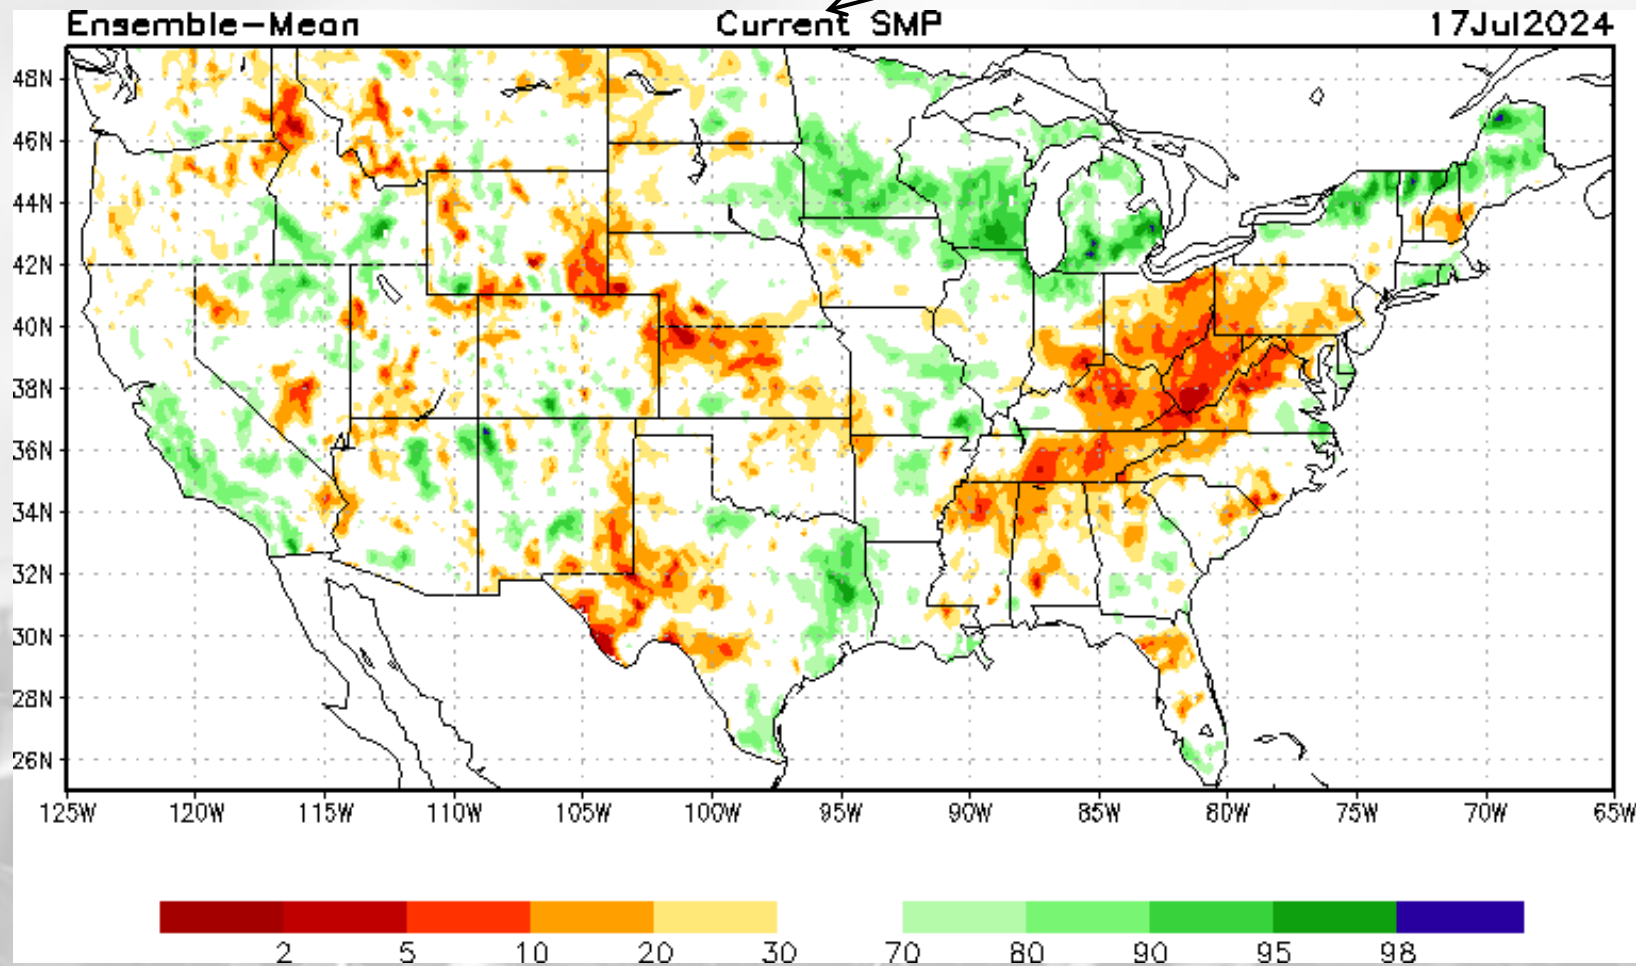 Ensemble-Mean Current SMP 17Jul2024
48N
46N
44N
42N
40N
38N
36N
34N
32N
30N
28N
26N
125W 120W 115W 110W 105W 100W 95W 90W 85W 80W 75W 70W 65W
2 5 10 20 30 70 80 90 95 98